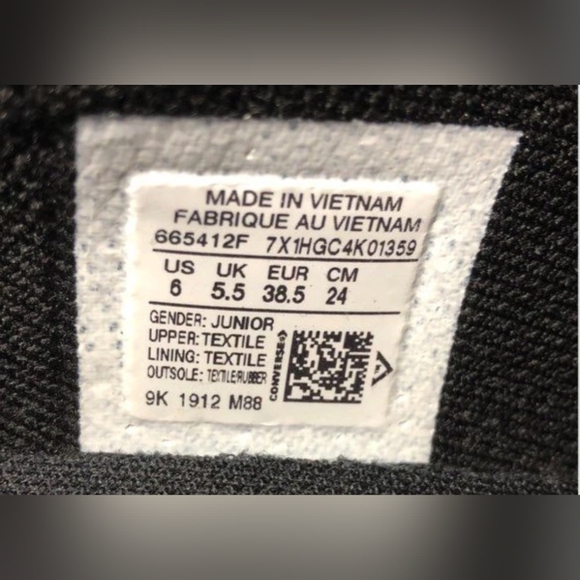 MADE IN VIETNAM
FABRIQUE AU VIETNAM
665412F 7X1HGC4K01359
US UK EUR CM
6 5.5 38.5 24
GENDER: JUNIOR
UPPER: TEXTILE
LINING: TEXTILE
OUTSOLE: TEXTILE/RUBBER
CONVERSE
9K 1912 M88